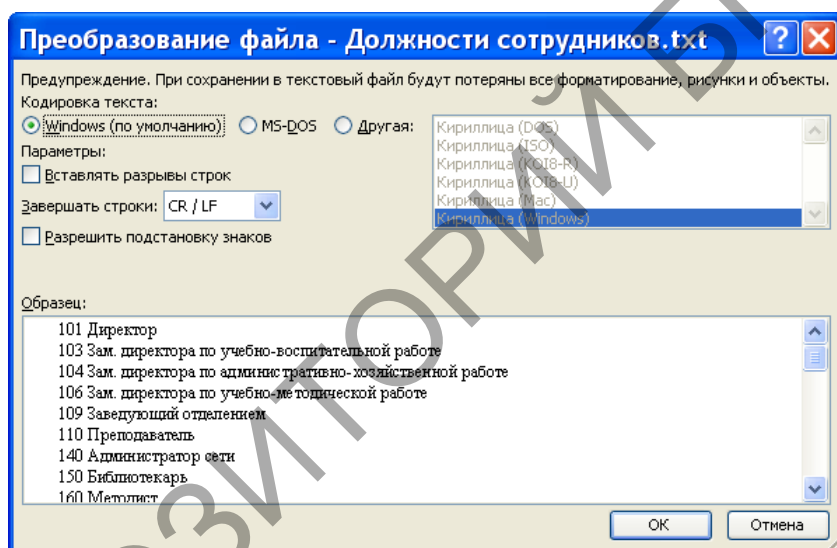 Преобразование файла - Должности сотрудников.txt
Предупреждение. При сохранении в текстовый файл будут потеряны все форматирование, рисунки и объекты.
Кодировка текста:
Windows (по умолчанию) MS-DOS Другая:
Кириллица (DOS)
Кириллица (ISO)
Кириллица (KOI8-R)
Кириллица (KOI8-U)
Кириллица (Mac)
Кириллица (Windows)
Параметры:
Вставлять разрывы строк
Завершать строки: CR / LF
Разрешить подстановку знаков
Образец:
101 Директор
103 Зам. директора по учебно-воспитательной работе
104 Зам. директора по административно-хозяйственной работе
106 Зам. директора по учебно-методической работе
109 Заведующий отделением
110 Преподаватель
140 Администратор сети
150 Библиотекарь
160 Методист
ОК Отмена